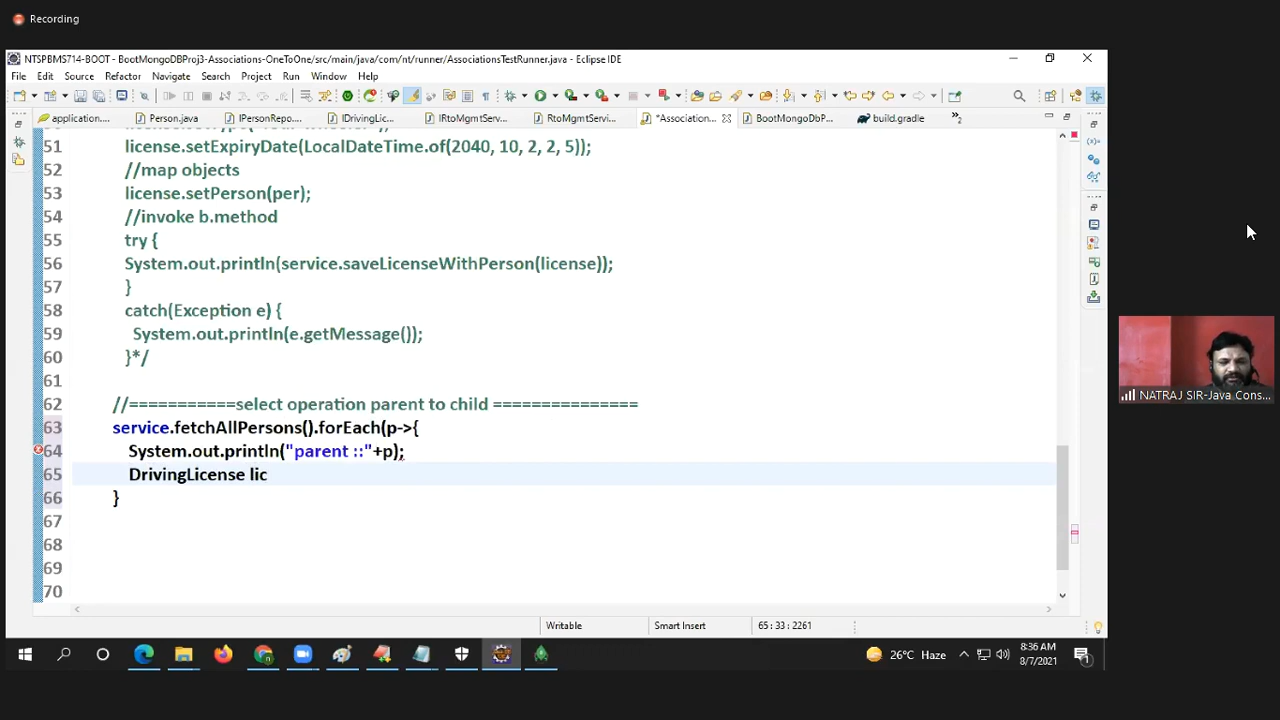 Recording
NTSPBMS714-BOOT - BootMongoDBProj3-Associations-OneToOne/src/main/java/com/nt/runner/AssociationsTestRunner.java - Eclipse IDE
File Edit Source Refactor Navigate Search Project Run Window Help
application.... Person.java IPersonRepo.... IDrivingLic... IRtoMgmtServ... RtoMgmtServi... *Association... BootMongoDbP... build.gradle
51 license.setExpiryDate(LocalDateTime.of(2040, 10, 2, 2, 5));
52 //map objects
53 license.setPerson(per);
54 //invoke b.method
55 try {
56 System.out.println(service.saveLicenseWithPerson(license));
57 }
58 catch(Exception e) {
59 System.out.println(e.getMessage());
60 }*/
61
62 //===========select operation parent to child ===============
63 service.fetchAllPersons().forEach(p->{
64 System.out.println("parent ::"+p);
65 DrivingLicense lic
66 }
67
68
69
70
Writable Smart Insert 65 : 33 : 2261
NATRAJ SIR-Java Cons...
26°C Haze 8:36 AM
8/7/2021